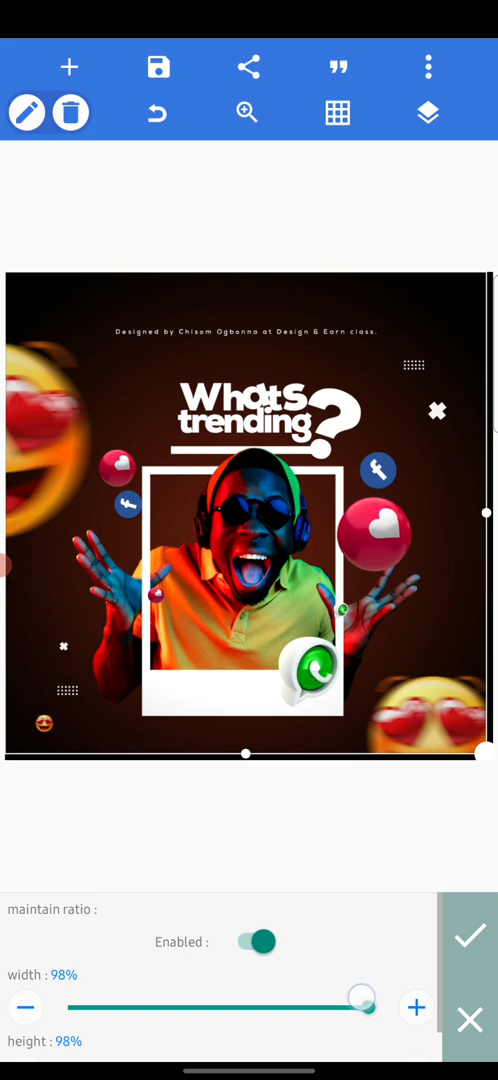 Designed by Chisom Ogbonna at Design & Earn class.
Whats
trending?
maintain ratio :
Enabled :
width : 98%
height : 98%